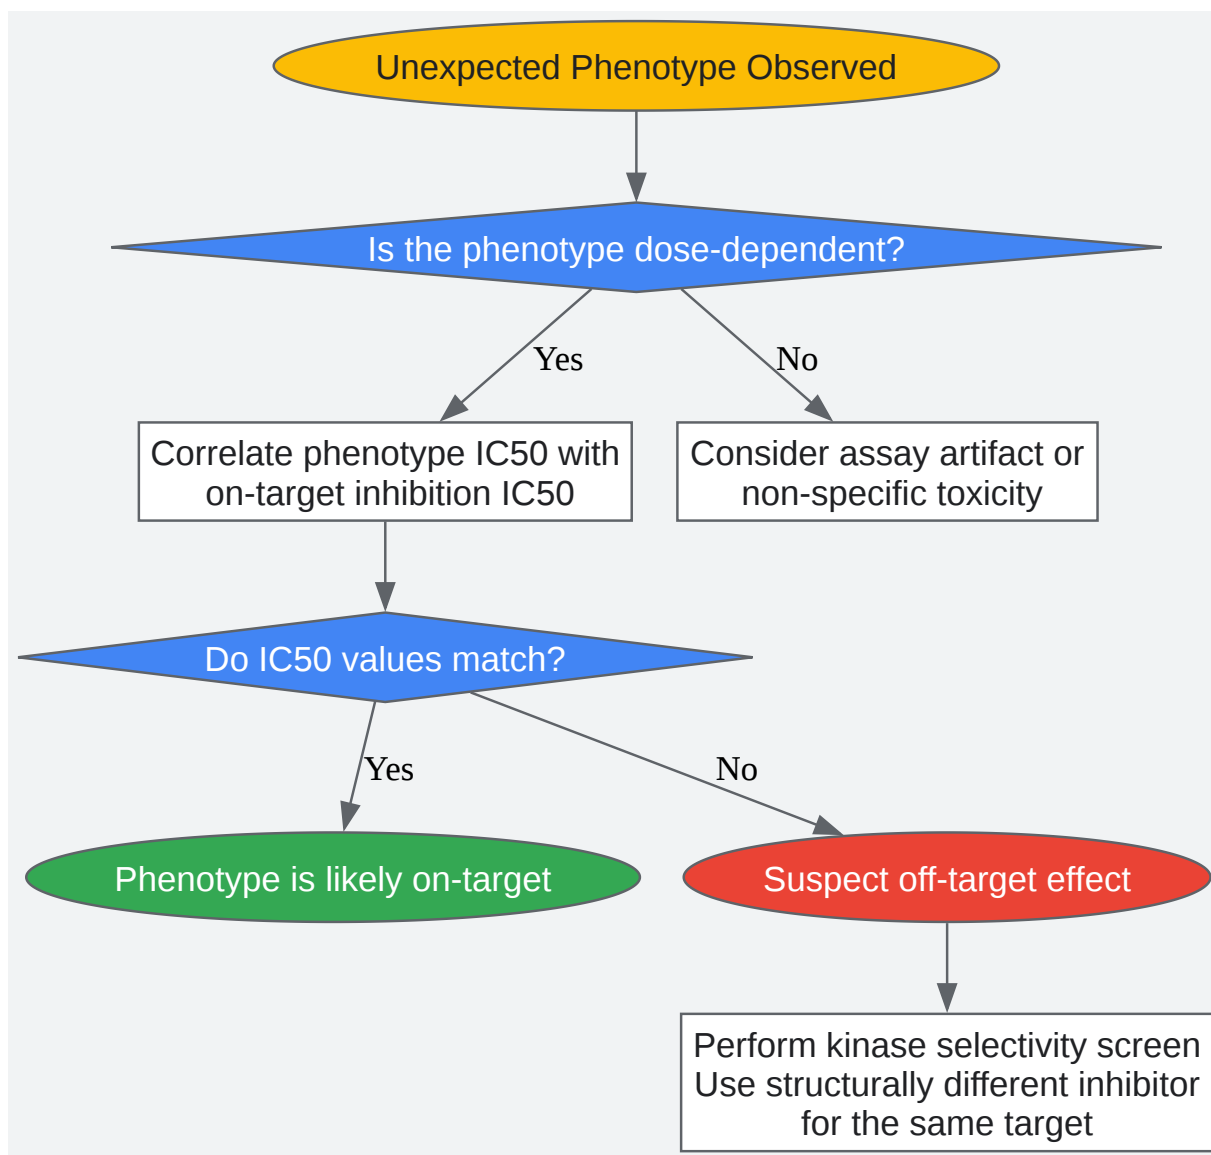 Unexpected Phenotype Observed
Is the phenotype dose-dependent?
Yes
No
Correlate phenotype IC50 with
on-target inhibition IC50
Consider assay artifact or
non-specific toxicity
Do IC50 values match?
Yes
No
Phenotype is likely on-target
Suspect off-target effect
Perform kinase selectivity screen
Use structurally different inhibitor
for the same target